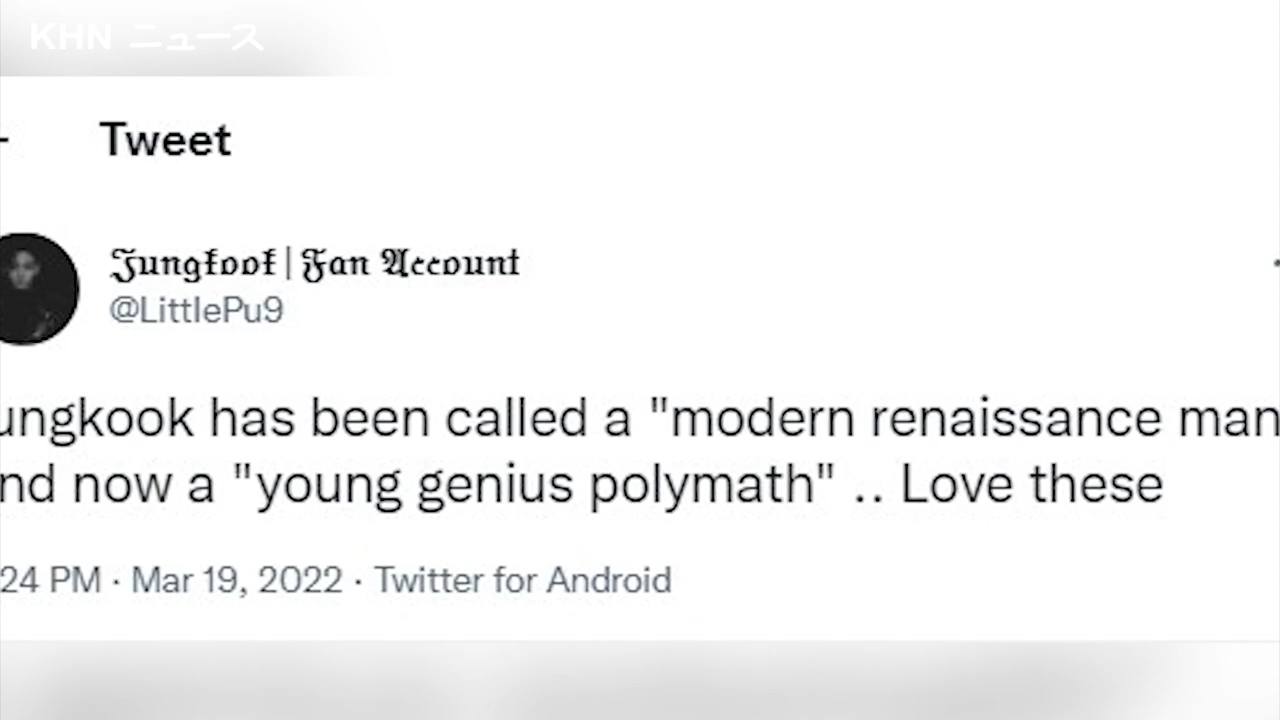 KHN ニュース
Tweet
Jungkook | Fan Account
@LittlePu9
ungkook has been called a "modern renaissance man
nd now a "young genius polymath" .. Love these
24 PM · Mar 19, 2022 · Twitter for Android